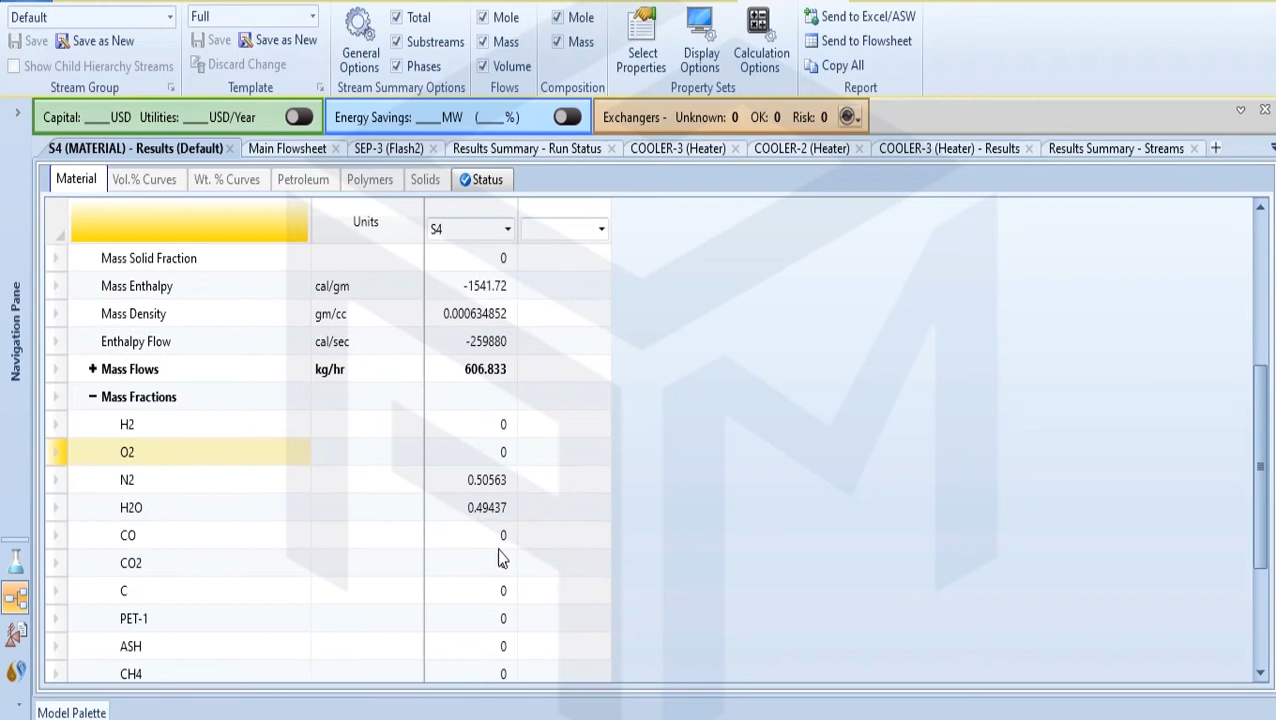 Default Full Total Mole Mole Send to Excel/ASW
Save Save as New Save Save as New Substreams Mass Mass Send to Flowsheet
Show Child Hierarchy Streams Discard Change General Options Phases Volume Select Properties Display Options Calculation Options Copy All
Stream Group Template Stream Summary Options Flows Composition Property Sets Report
Capital: ____USD Utilities: ____USD/Year Energy Savings: ____MW (____%) Exchangers - Unknown: 0 OK: 0 Risk: 0
S4 (MATERIAL) - Results (Default) Main Flowsheet SEP-3 (Flash2) Results Summary - Run Status COOLER-3 (Heater) COOLER-2 (Heater) COOLER-3 (Heater) - Results Results Summary - Streams
Material Vol.% Curves Wt. % Curves Petroleum Polymers Solids Status
Units S4
Mass Solid Fraction 0
Mass Enthalpy cal/gm -1541.72
Mass Density gm/cc 0.000634852
Enthalpy Flow cal/sec -259880
+ Mass Flows kg/hr 606.833
- Mass Fractions
H2 0
O2 0
N2 0.50563
H2O 0.49437
CO 0
CO2 0
C 0
PET-1 0
ASH 0
CH4 0
Navigation Pane
Model Palette